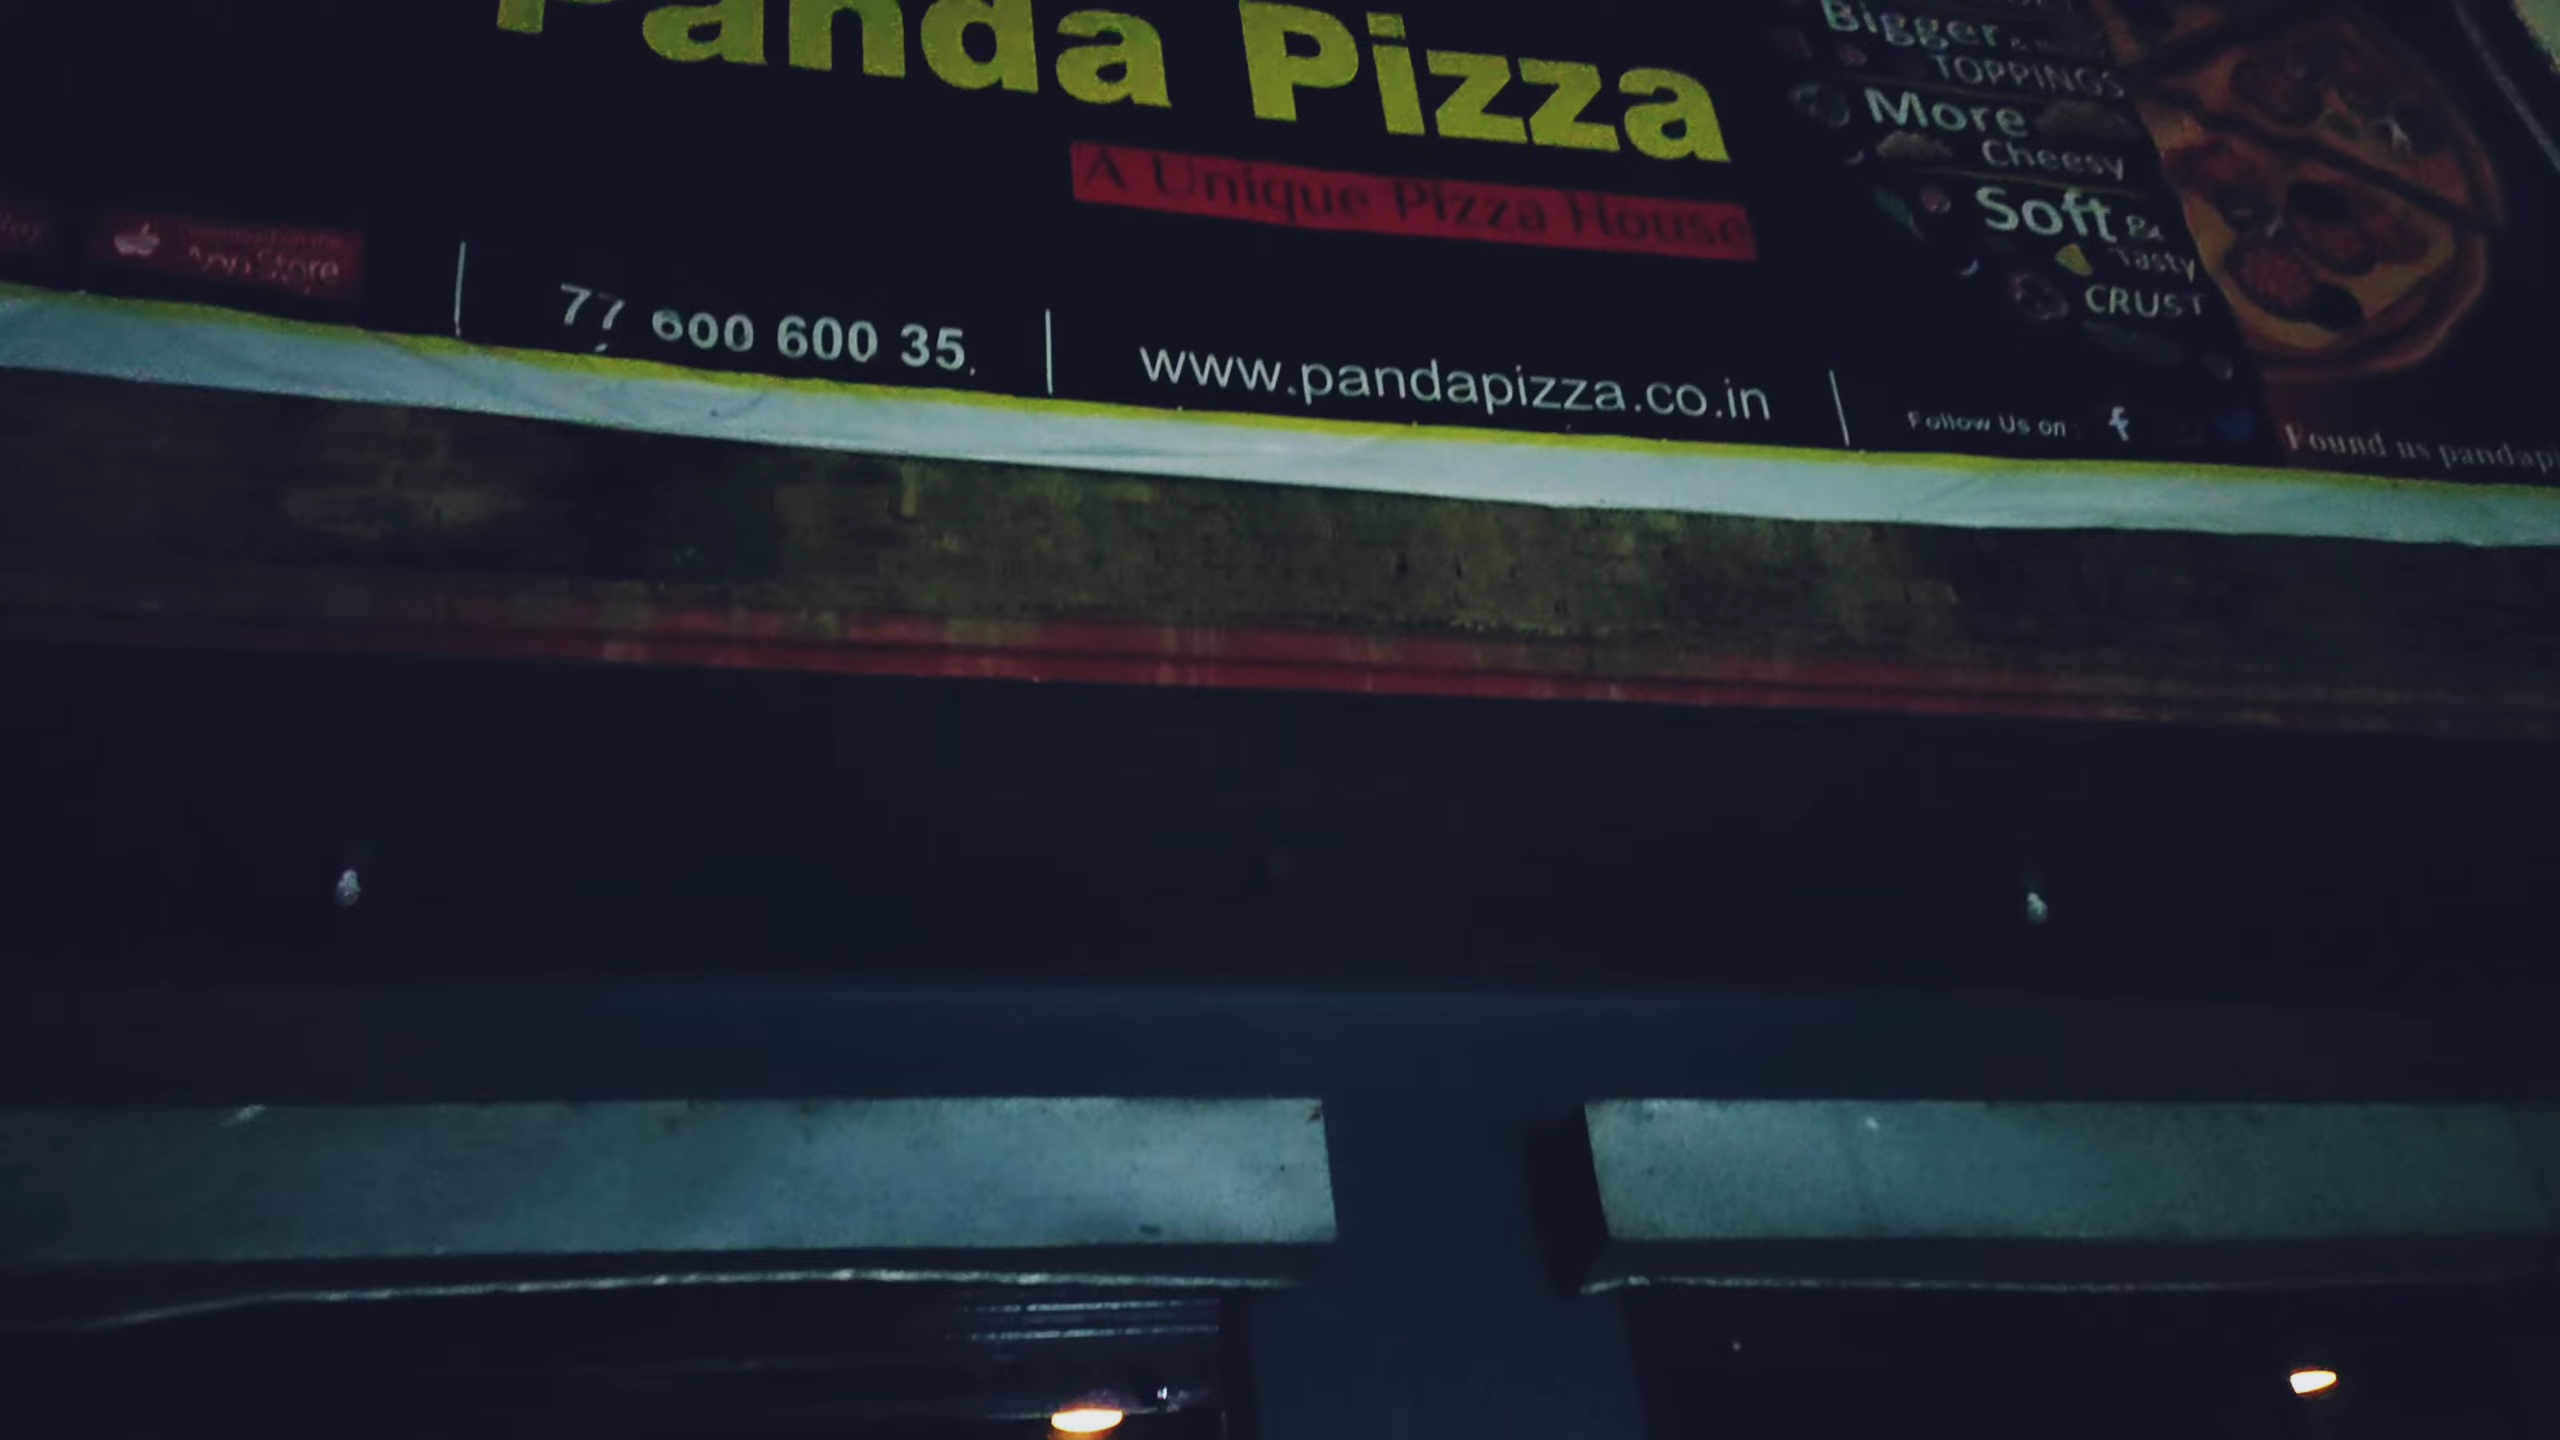 Panda Pizza
A Unique Pizza House
App Store
77 600 600 35.
www.pandapizza.co.in
Follow Us on f
Bigger &
TOPPINGS
More
Cheesy
Soft &
Tasty
CRUST
Found us pandapi